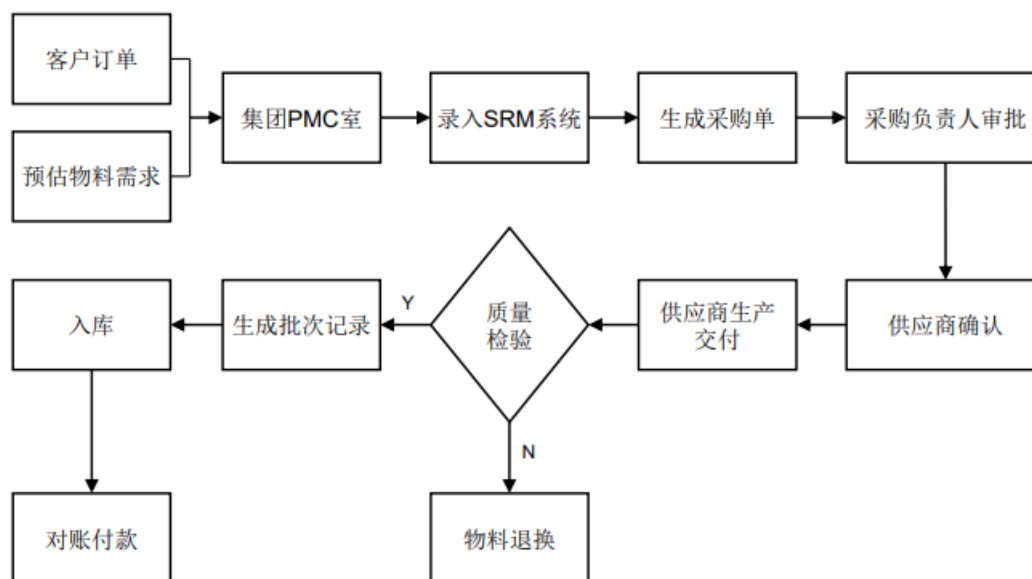 客户订单
预估物料需求
集团PMC室
录入SRM系统
生成采购单
采购负责人审批
入库
生成批次记录
Y
质量
检验
供应商生产
交付
供应商确认
N
对账付款
物料退换